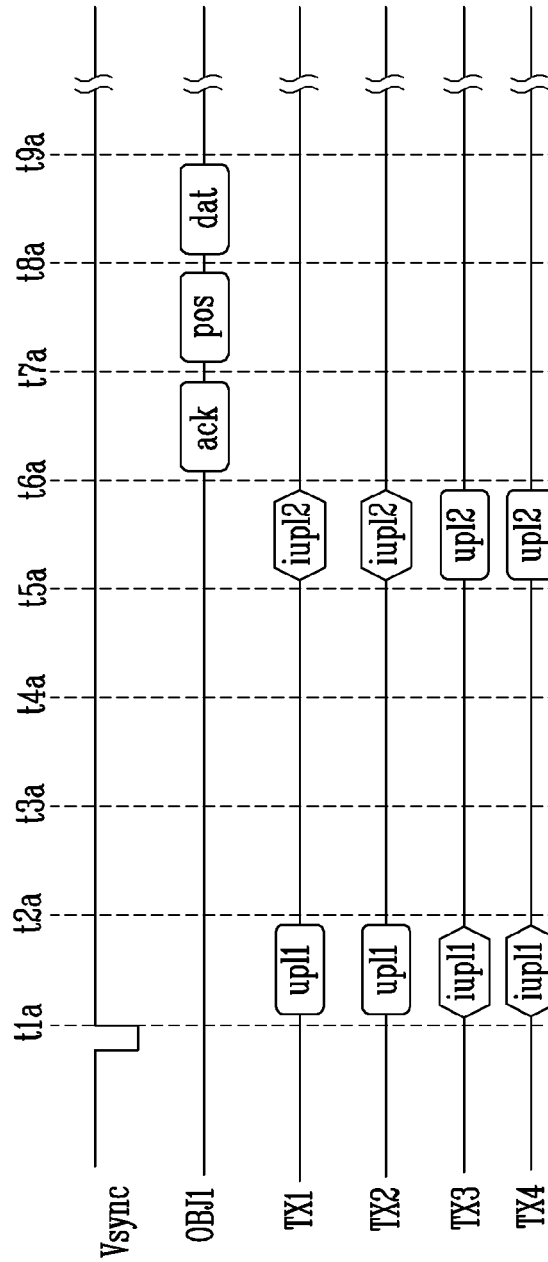 t1a t2a t3a t4a t5a t6a t7a t8a t9a
Vsync
OBJ1 ack pos dat
TX1 upl1 iupl2
TX2 upl1 iupl2
TX3 iupl1 upl2
TX4 iupl1 upl2